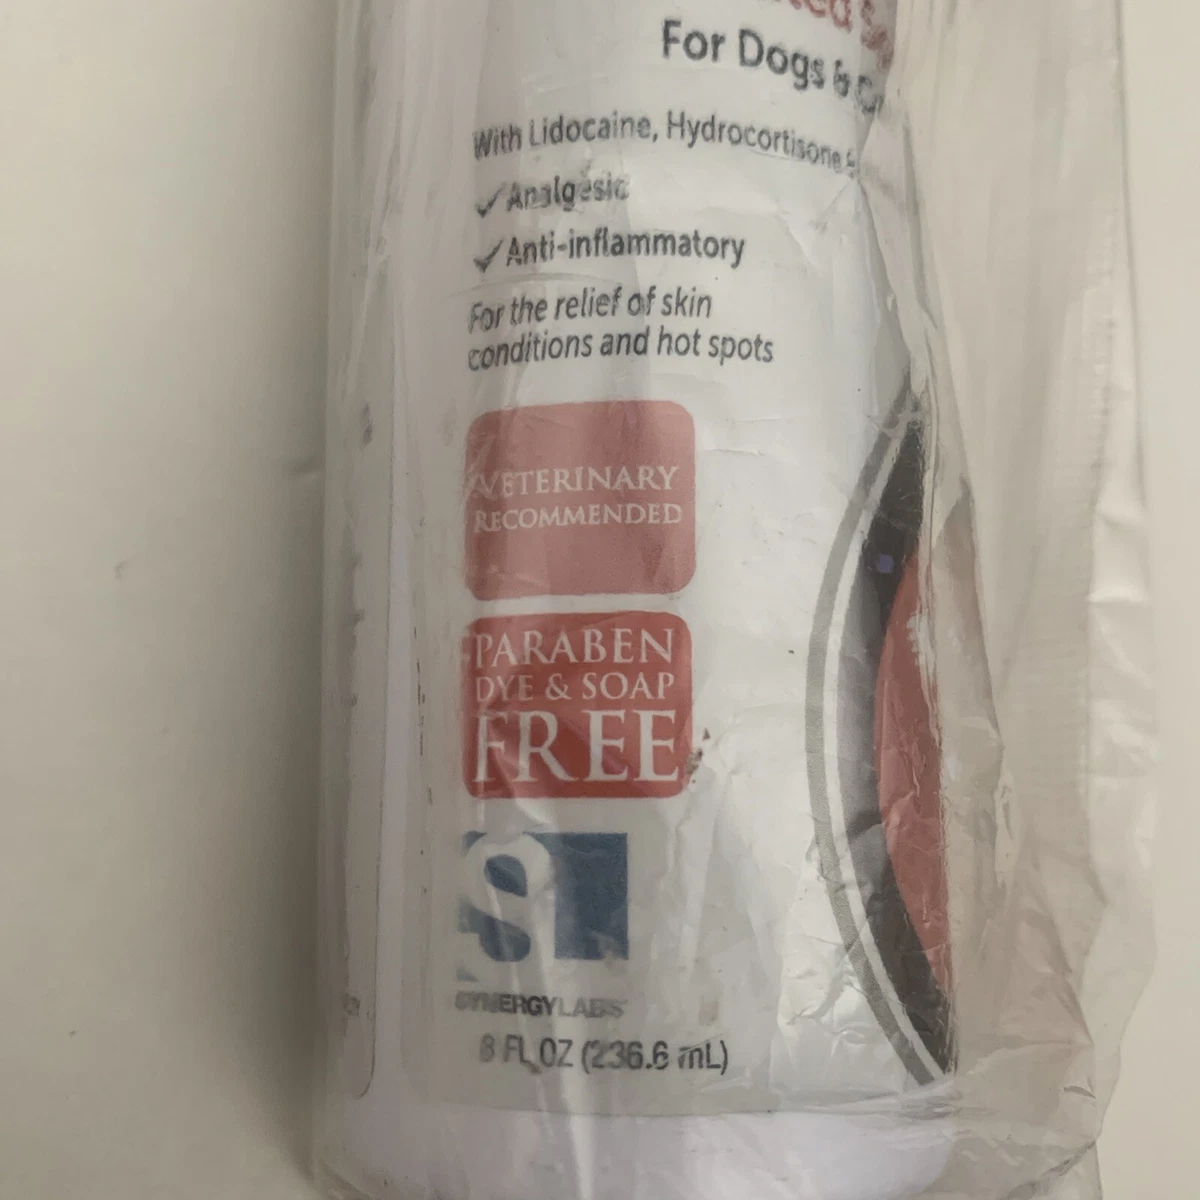 For Dogs &
With Lidocaine, Hydrocortisone &
Analgesic
Anti-inflammatory
For the relief of skin
conditions and hot spots
VETERINARY
RECOMMENDED
PARABEN
DYE & SOAP
FREE
SYNERGYLABS
8 FL OZ (236.6 mL)